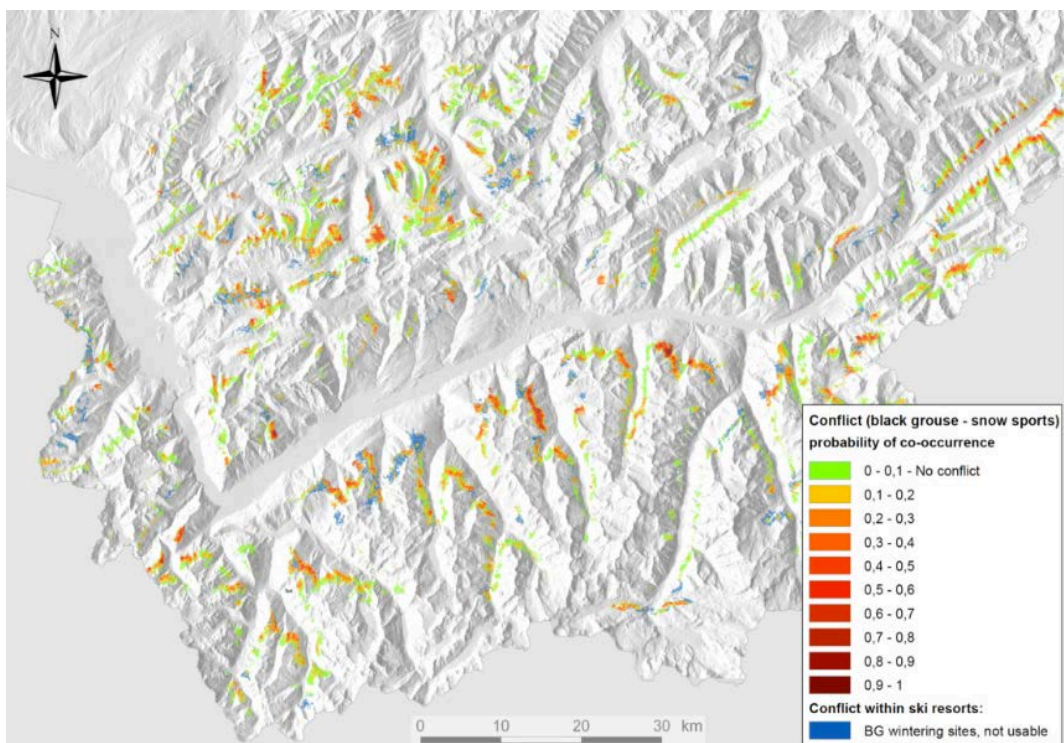 N
Conflict (black grouse - snow sports)
probability of co-occurrence
0 - 0,1 - No conflict
0,1 - 0,2
0,2 - 0,3
0,3 - 0,4
0,4 - 0,5
0,5 - 0,6
0,6 - 0,7
0,7 - 0,8
0,8 - 0,9
0,9 - 1
Conflict within ski resorts:
BG wintering sites, not usable
km
0 10 20 30